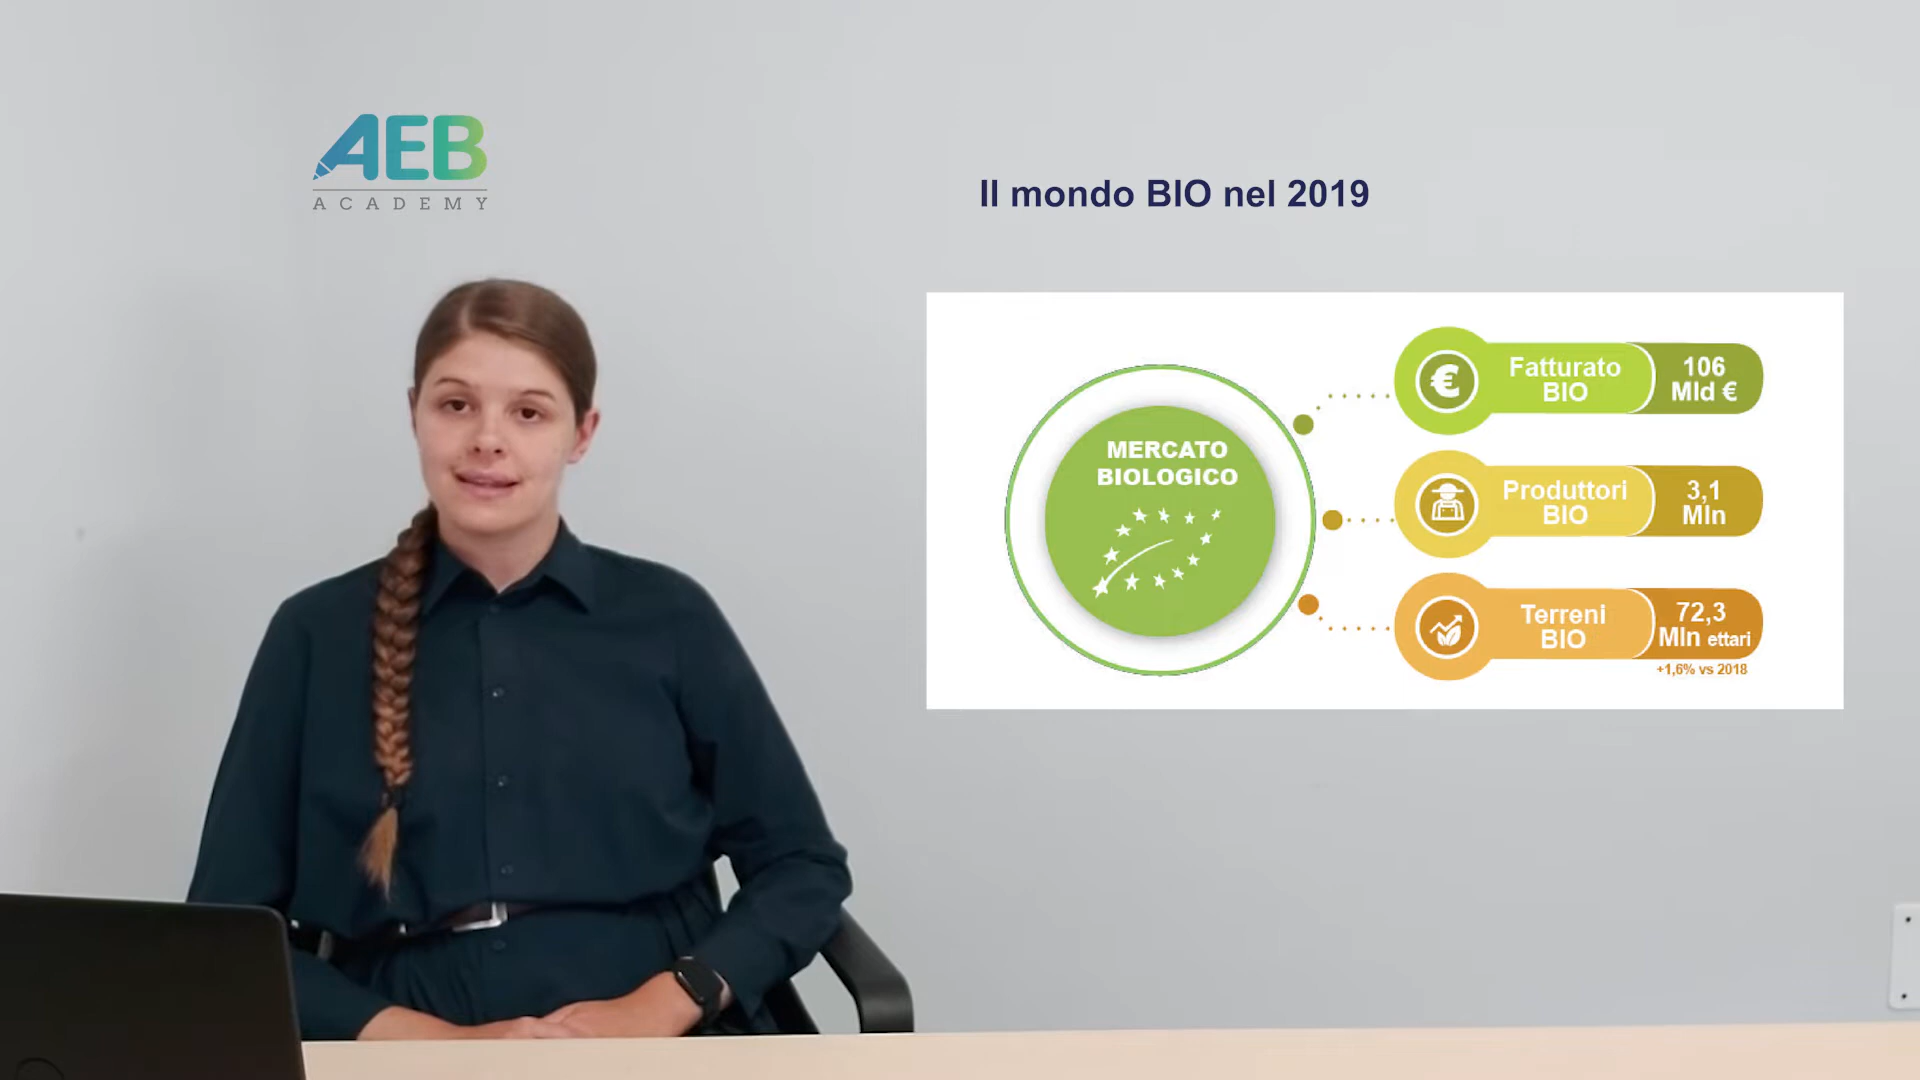 AEB
ACADEMY
Il mondo BIO nel 2019
MERCATO
BIOLOGICO
Fatturato
BIO
106
Mld €
Produttori
BIO
3,1
Mln
Terreni
BIO
72,3
Mln ettari
+1,6% vs 2018